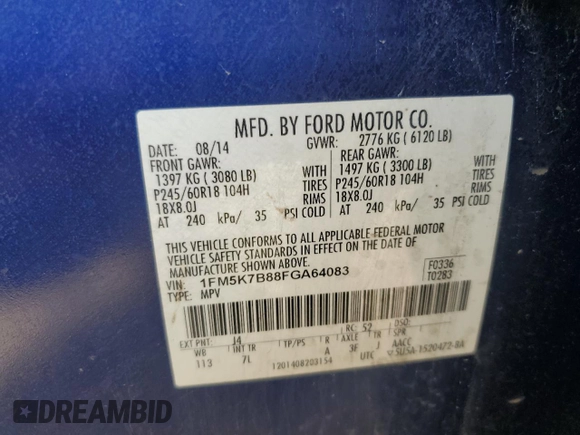 MFD. BY FORD MOTOR CO.
DATE: 08/14 GVWR: 2776 KG ( 6120 LB)
FRONT GAWR: REAR GAWR:
1397 KG ( 3080 LB) WITH 1497 KG ( 3300 LB) WITH
P245/60R18 104H TIRES P245/60R18 104H TIRES
18X8.0J RIMS 18X8.0J RIMS
AT 240 kPa/ 35 PSI COLD AT 240 kPa/ 35 PSI COLD
THIS VEHICLE CONFORMS TO ALL APPLICABLE FEDERAL MOTOR
VEHICLE SAFETY STANDARDS IN EFFECT ON THE DATE OF
MANUFACTURE SHOWN ABOVE.
VIN: 1FM5K7B88FGA64083 F0336
TYPE: MPV T0283
EXT PNT: J4 RC: 52 DSO:
WB INT TR TP/PS R AXLE TR SPR
113 7L A 3F J AACC
1201408203154 UTC SUSA-1520472-BA
DREAMBID